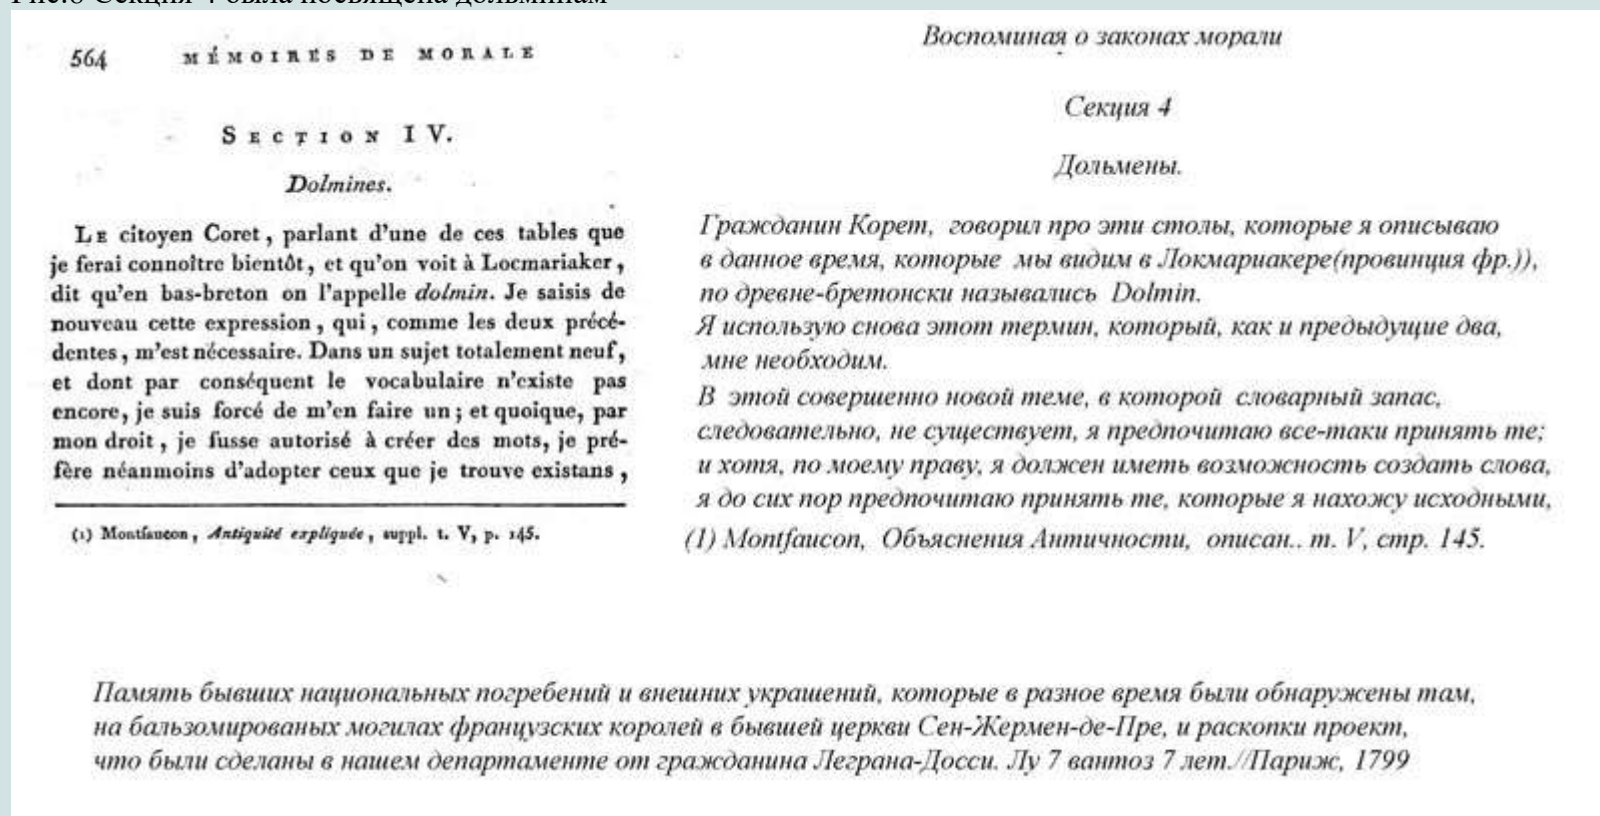 Рис.8 Секция 4 была посвящена дольминам
564 MÉMOIRES DE MORALE
SECTION IV.
Dolmines.
LE citoyen Coret, parlant d'une de ces tables que
je ferai connoître bientôt, et qu'on voit à Locmariaker,
dit qu'en bas-breton on l'appelle dolmin. Je saisis de
nouveau cette expression, qui, comme les deux précé-
dentes, m'est nécessaire. Dans un sujet totalement neuf,
et dont par conséquent le vocabulaire n'existe pas
encore, je suis forcé de m'en faire un; et quoique, par
mon droit, je fusse autorisé à créer des mots, je pré-
fère néanmoins d'adopter ceux que je trouve existans,
(1) Montfaucon, Antiquité expliquée, suppl. t. V, p. 145.
Воспоминая о законах морали
Секция 4
Дольмены.
Гражданин Корет, говорил про эти столы, которые я описываю
в данное время, которые мы видим в Локмариакере(провинция фр.)),
по древне-бретонски назывались Dolmin.
Я использую снова этот термин, который, как и предыдущие два,
мне необходим.
В этой совершенно новой теме, в которой словарный запас,
следовательно, не существует, я предпочитаю все-таки принять те;
и хотя, по моему праву, я должен иметь возможность создать слова,
я до сих пор предпочитаю принять те, которые я нахожу исходными,
(1) Montfaucon, Объяснения Античности, описан.. т. V, стр. 145.
Память бывших национальных погребений и внешних украшений, которые в разное время были обнаружены там,
на бальзомированых могилах французских королей в бывшей церкви Сен-Жермен-де-Пре, и раскопки проект,
что были сделаны в нашем департаменте от гражданина Леграна-Досси. Лу 7 вантоз 7 лет.//Париж, 1799